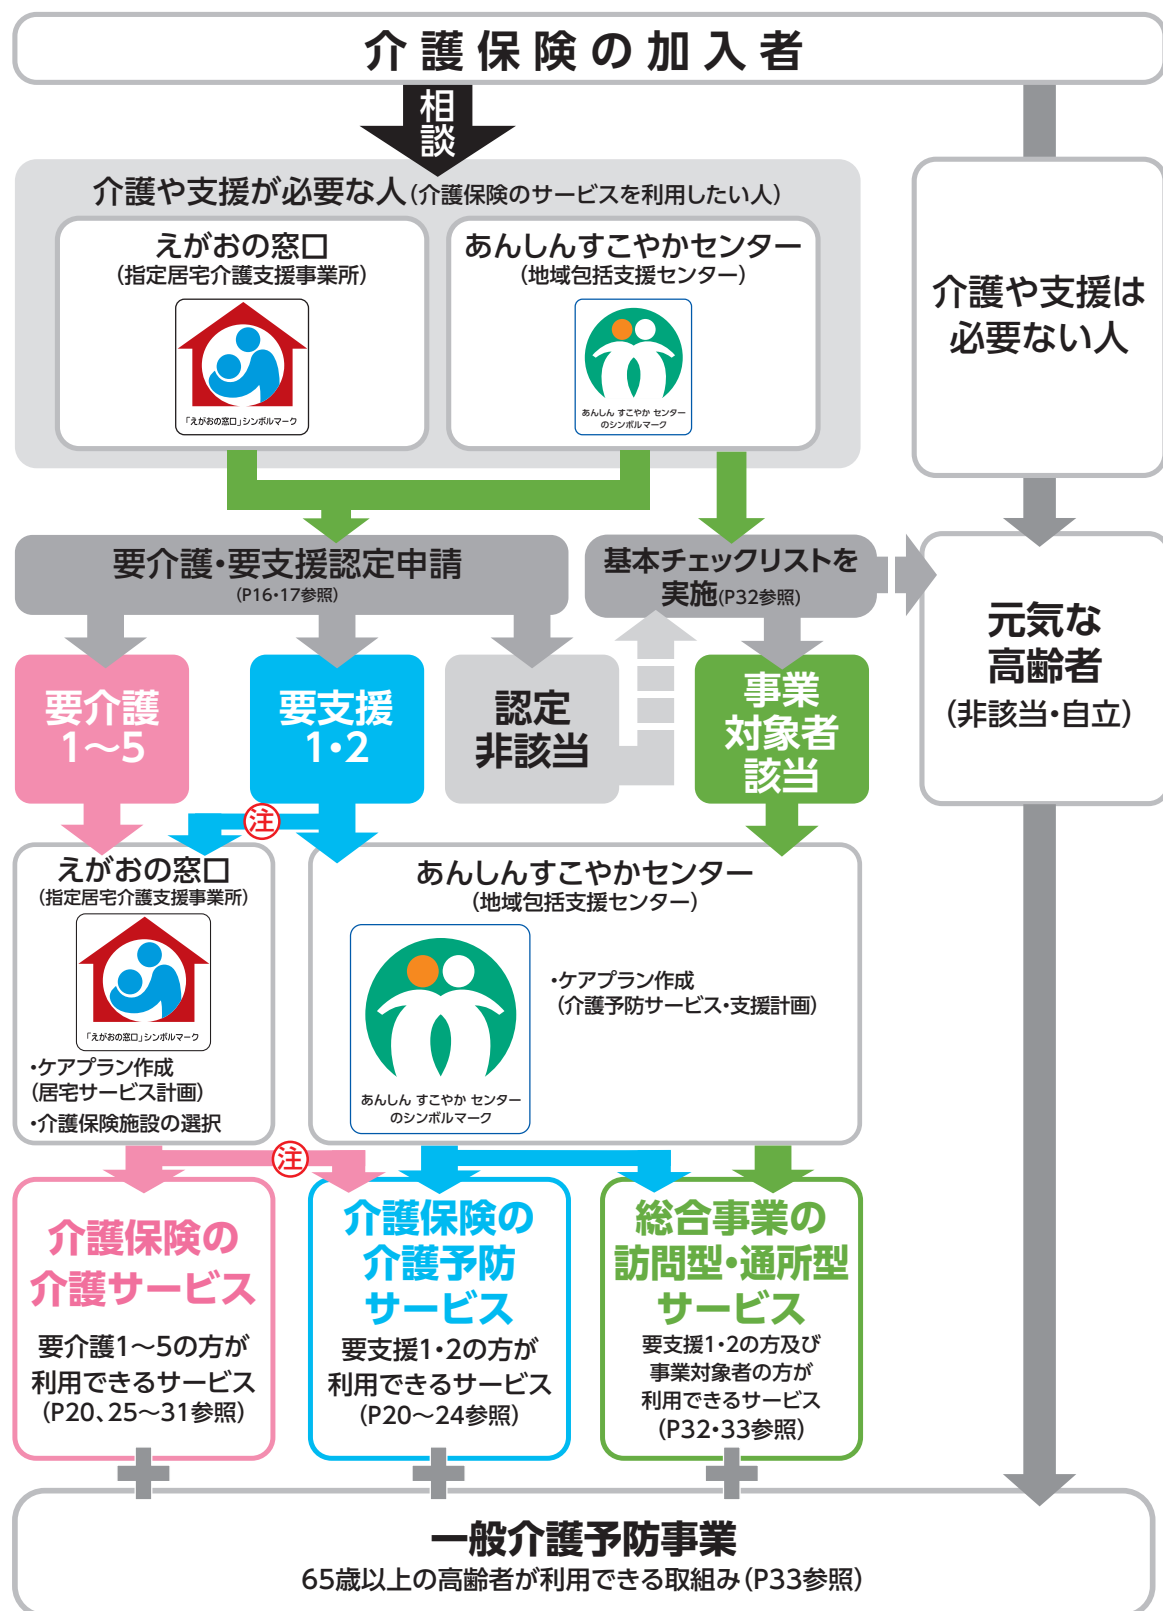 介護保険の加入者
相談
介護や支援が必要な人(介護保険のサービスを利用したい人)
えがおの窓口
(指定居宅介護支援事業所)
「えがおの窓口」シンボルマーク
あんしんすこやかセンター
(地域包括支援センター)
あんしん すこやか センター
のシンボルマーク
介護や支援は
必要ない人
要介護・要支援認定申請
(P16・17参照)
基本チェックリストを
実施(P32参照)
元気な
高齢者
(非該当・自立)
要介護
1〜5
要支援
1・2
認定
非該当
事業
対象者
該当
注
えがおの窓口
(指定居宅介護支援事業所)
「えがおの窓口」シンボルマーク
・ケアプラン作成
(居宅サービス計画)
・介護保険施設の選択
あんしんすこやかセンター
(地域包括支援センター)
あんしん すこやか センター
のシンボルマーク
・ケアプラン作成
(介護予防サービス・支援計画)
注
介護保険の
介護サービス
要介護1〜5の方が
利用できるサービス
(P20、25〜31参照)
介護保険の
介護予防
サービス
要支援1・2の方が
利用できるサービス
(P20〜24参照)
総合事業の
訪問型・通所型
サービス
要支援1・2の方及び
事業対象者の方が
利用できるサービス
(P32・33参照)
一般介護予防事業
65歳以上の高齢者が利用できる取組み(P33参照)